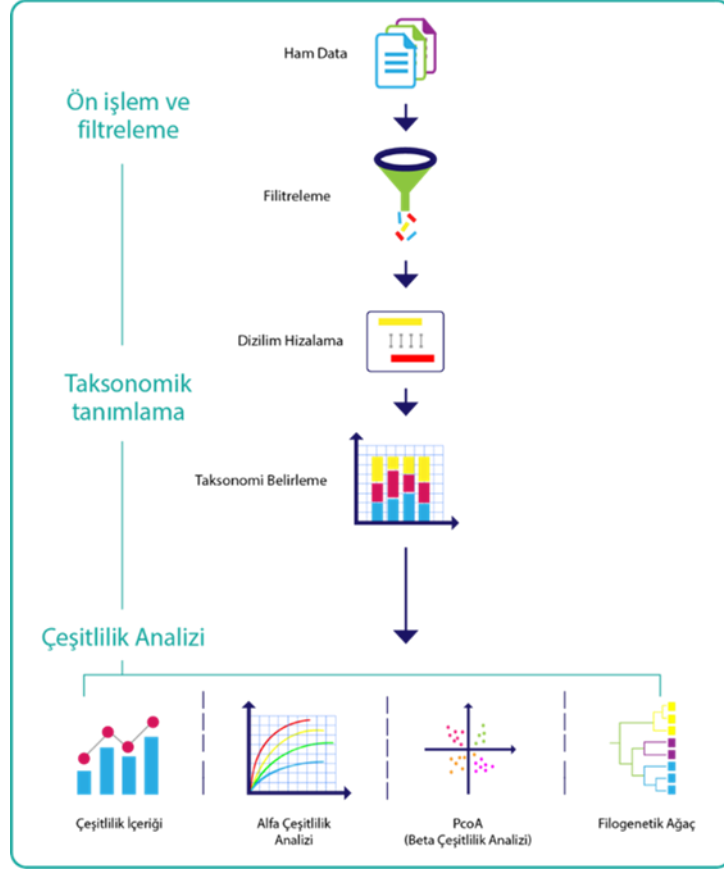 Ham Data
Ön işlem ve
filtreleme
Filitreleme
Dizilim Hizalama
Taksonomik
tanımlama
Taksonomi Belirleme
Çeşitlilik Analizi
Çeşitlilik İçeriği
Alfa Çeşitlilik
Analizi
PcoA
(Beta Çeşitlilik Analizi)
Filogenetik Ağaç